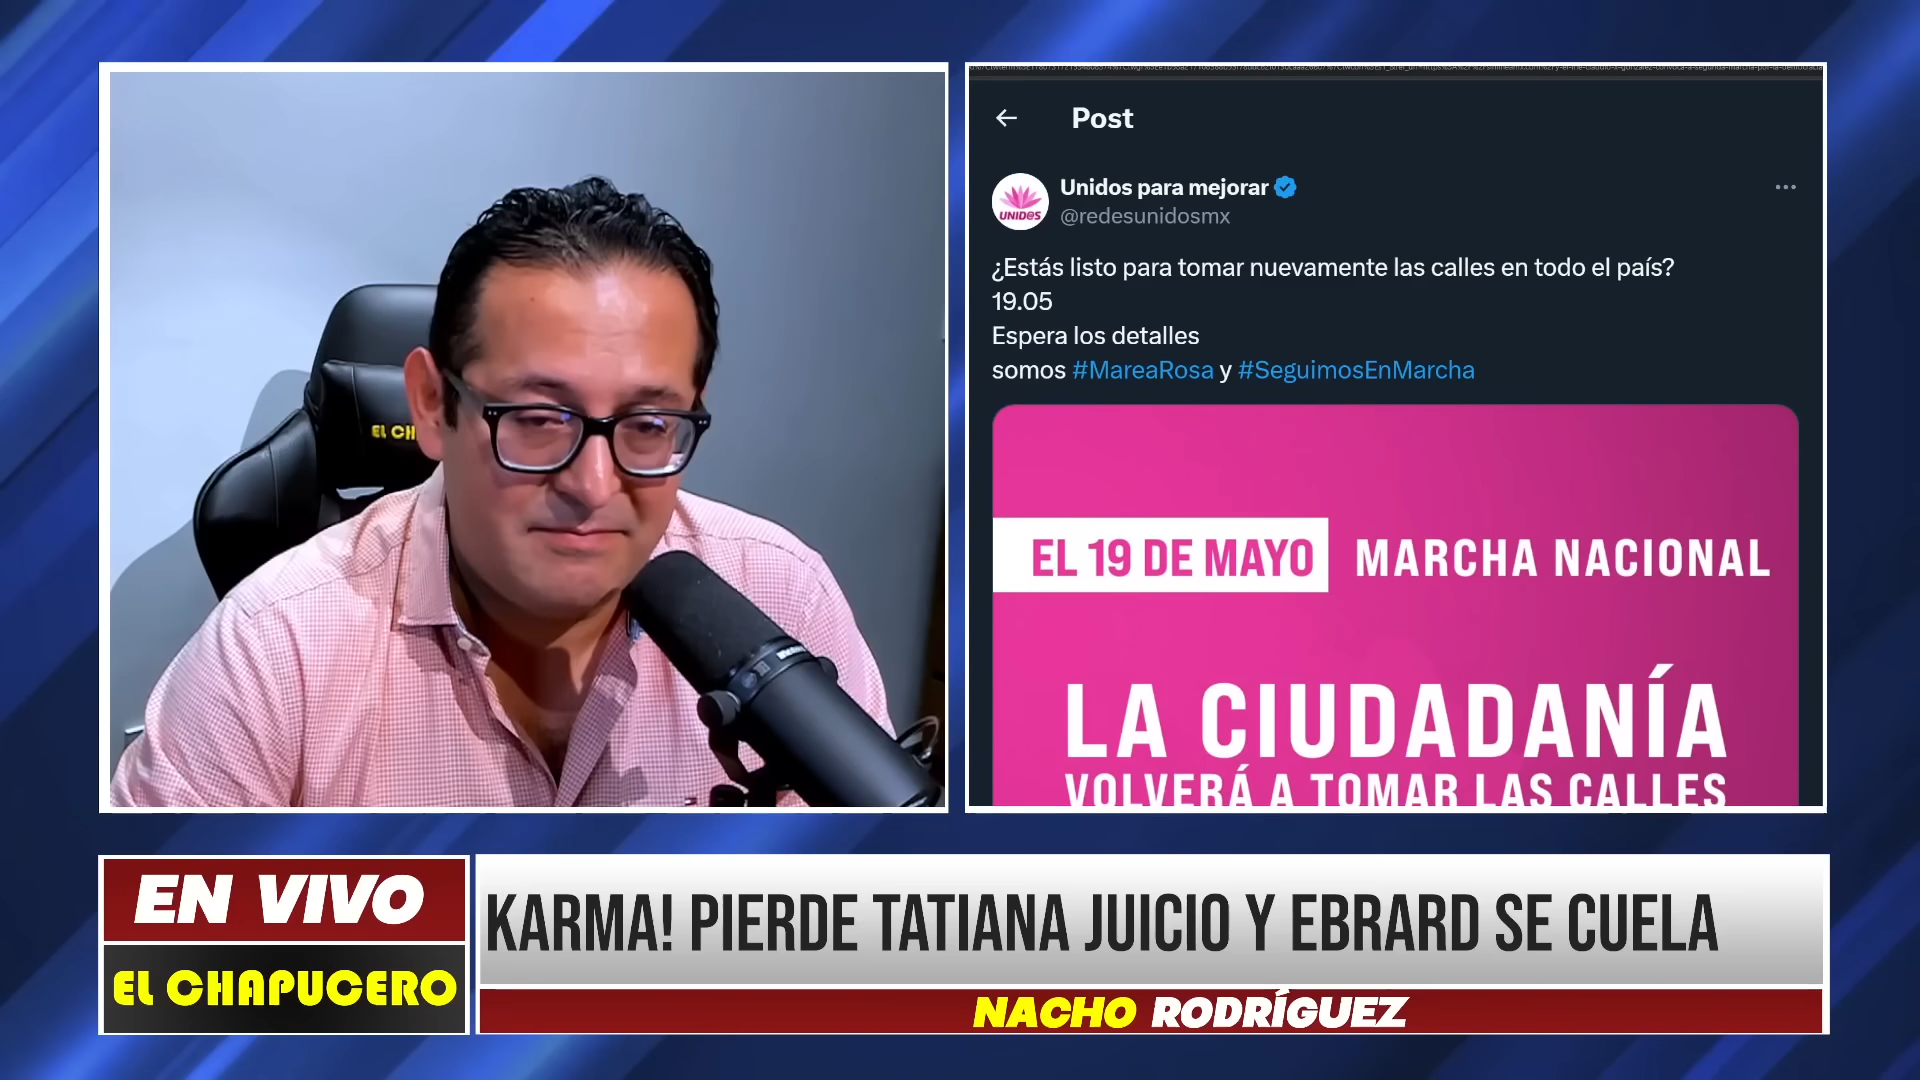 Post
Unidos para mejorar
@redesunidosmx
UNID@S
¿Estás listo para tomar nuevamente las calles en todo el país?
19.05
Espera los detalles
somos #MareaRosa y #SeguimosEnMarcha
EL 19 DE MAYO MARCHA NACIONAL
LA CIUDADANÍA
VOLVERÁ A TOMAR LAS CALLES
EL CH
EN VIVO
EL CHAPUCERO
KARMA! PIERDE TATIANA JUICIO Y EBRARD SE CUELA
NACHO RODRÍGUEZ